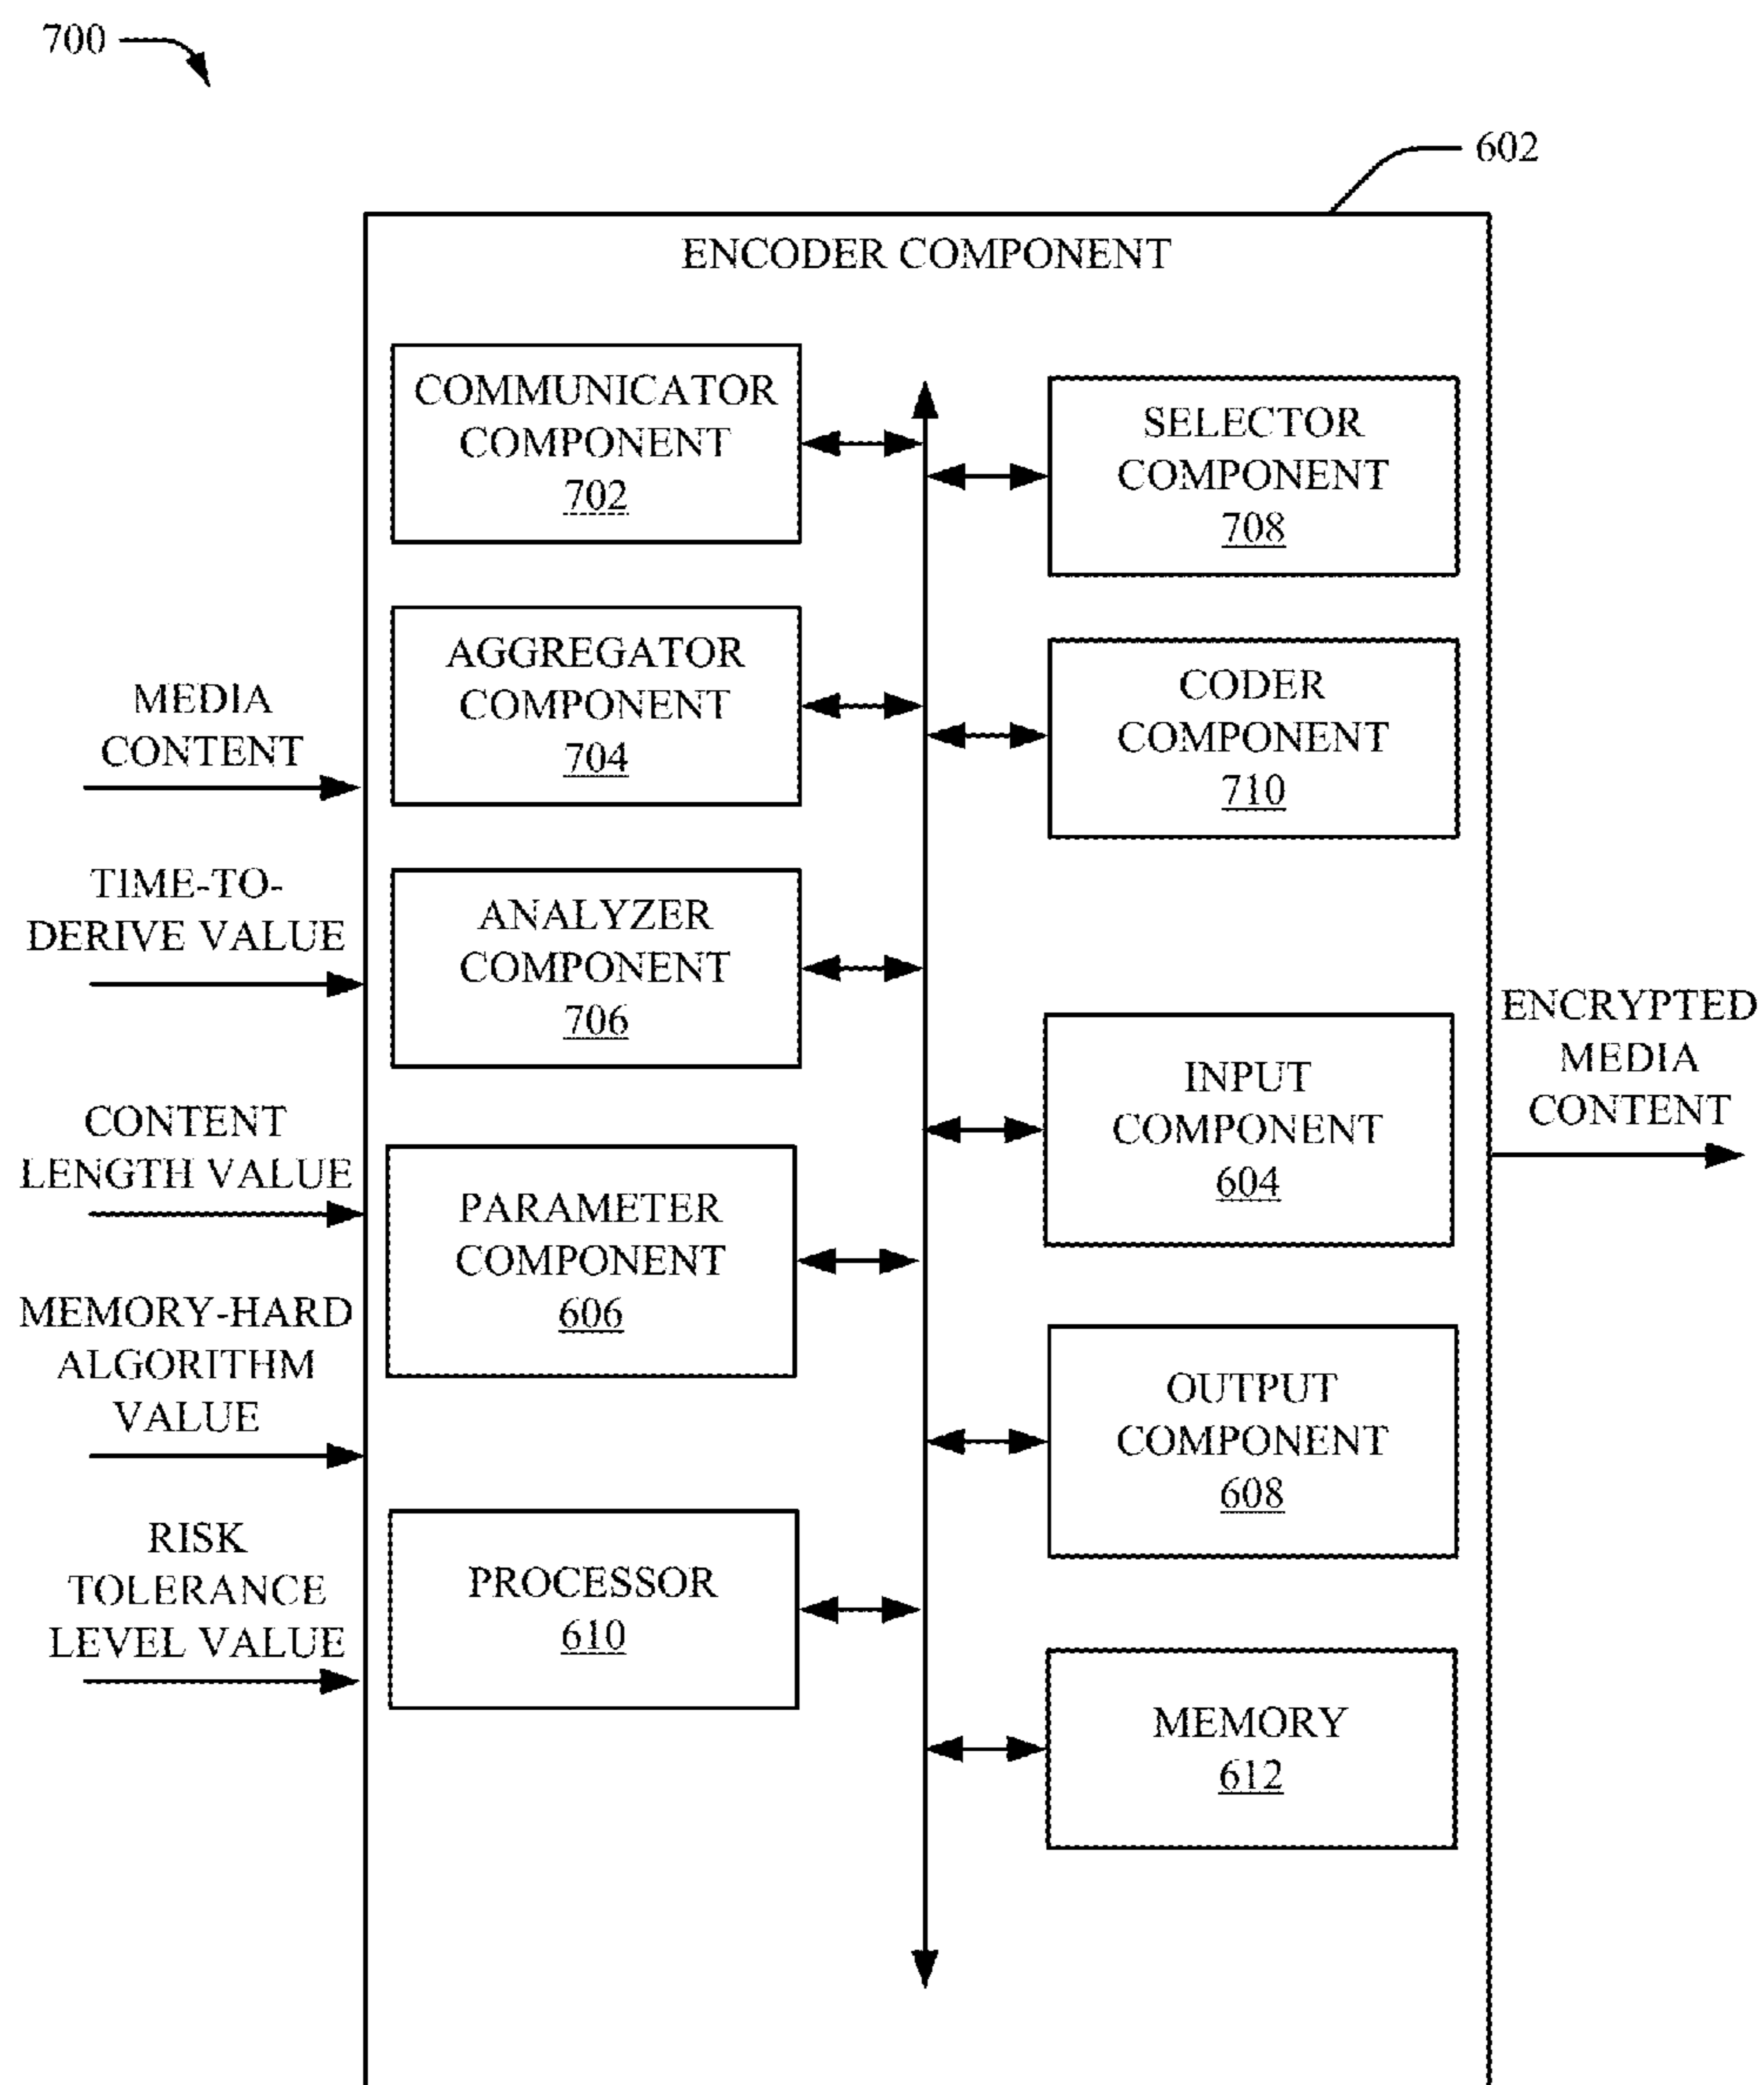 700
602
ENCODER COMPONENT
COMMUNICATOR
COMPONENT
702
SELECTOR
COMPONENT
708
AGGREGATOR
COMPONENT
704
CODER
COMPONENT
710
MEDIA
CONTENT
TIME-TO-
DERIVE VALUE
ANALYZER
COMPONENT
706
INPUT
COMPONENT
604
ENCRYPTED
MEDIA
CONTENT
CONTENT
LENGTH VALUE
PARAMETER
COMPONENT
606
MEMORY-HARD
ALGORITHM
VALUE
OUTPUT
COMPONENT
608
RISK
TOLERANCE
LEVEL VALUE
PROCESSOR
610
MEMORY
612